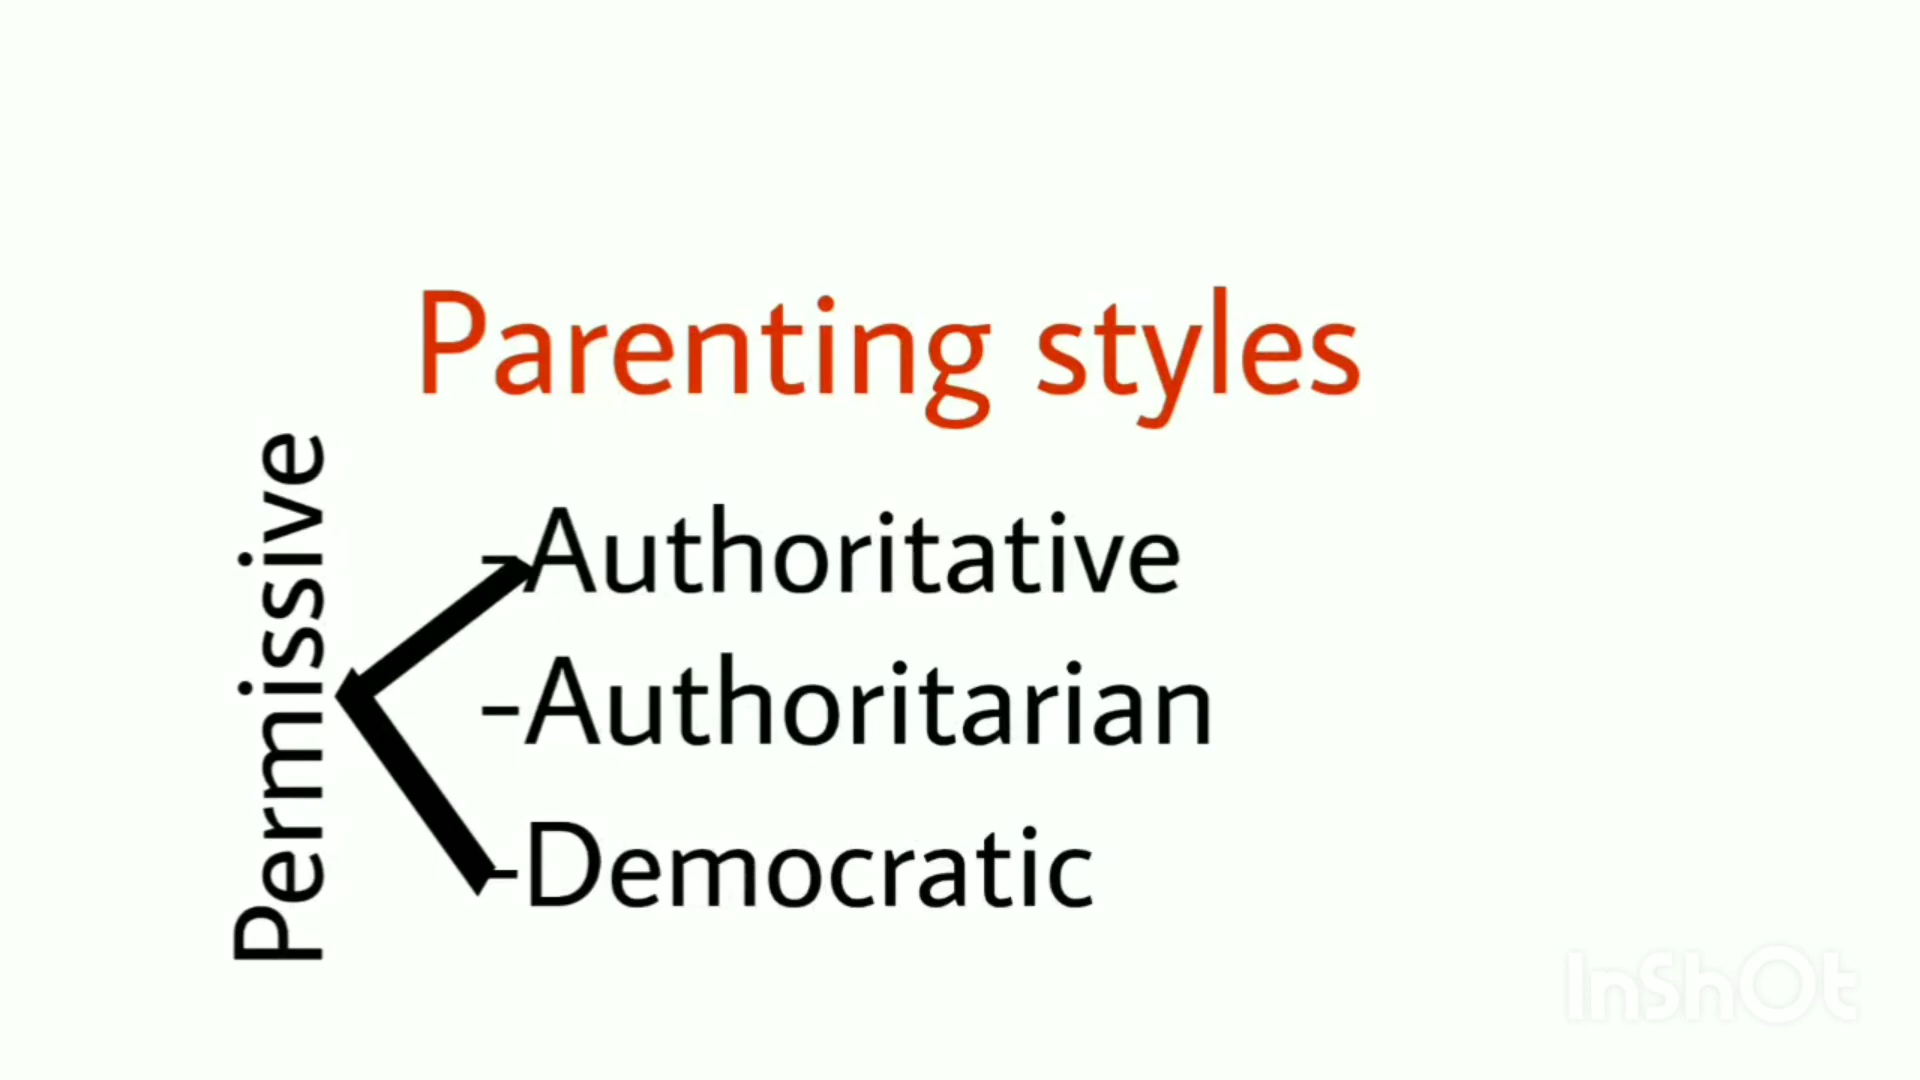 Parenting styles
Permissive
-Authoritative
-Authoritarian
-Democratic
InShOt